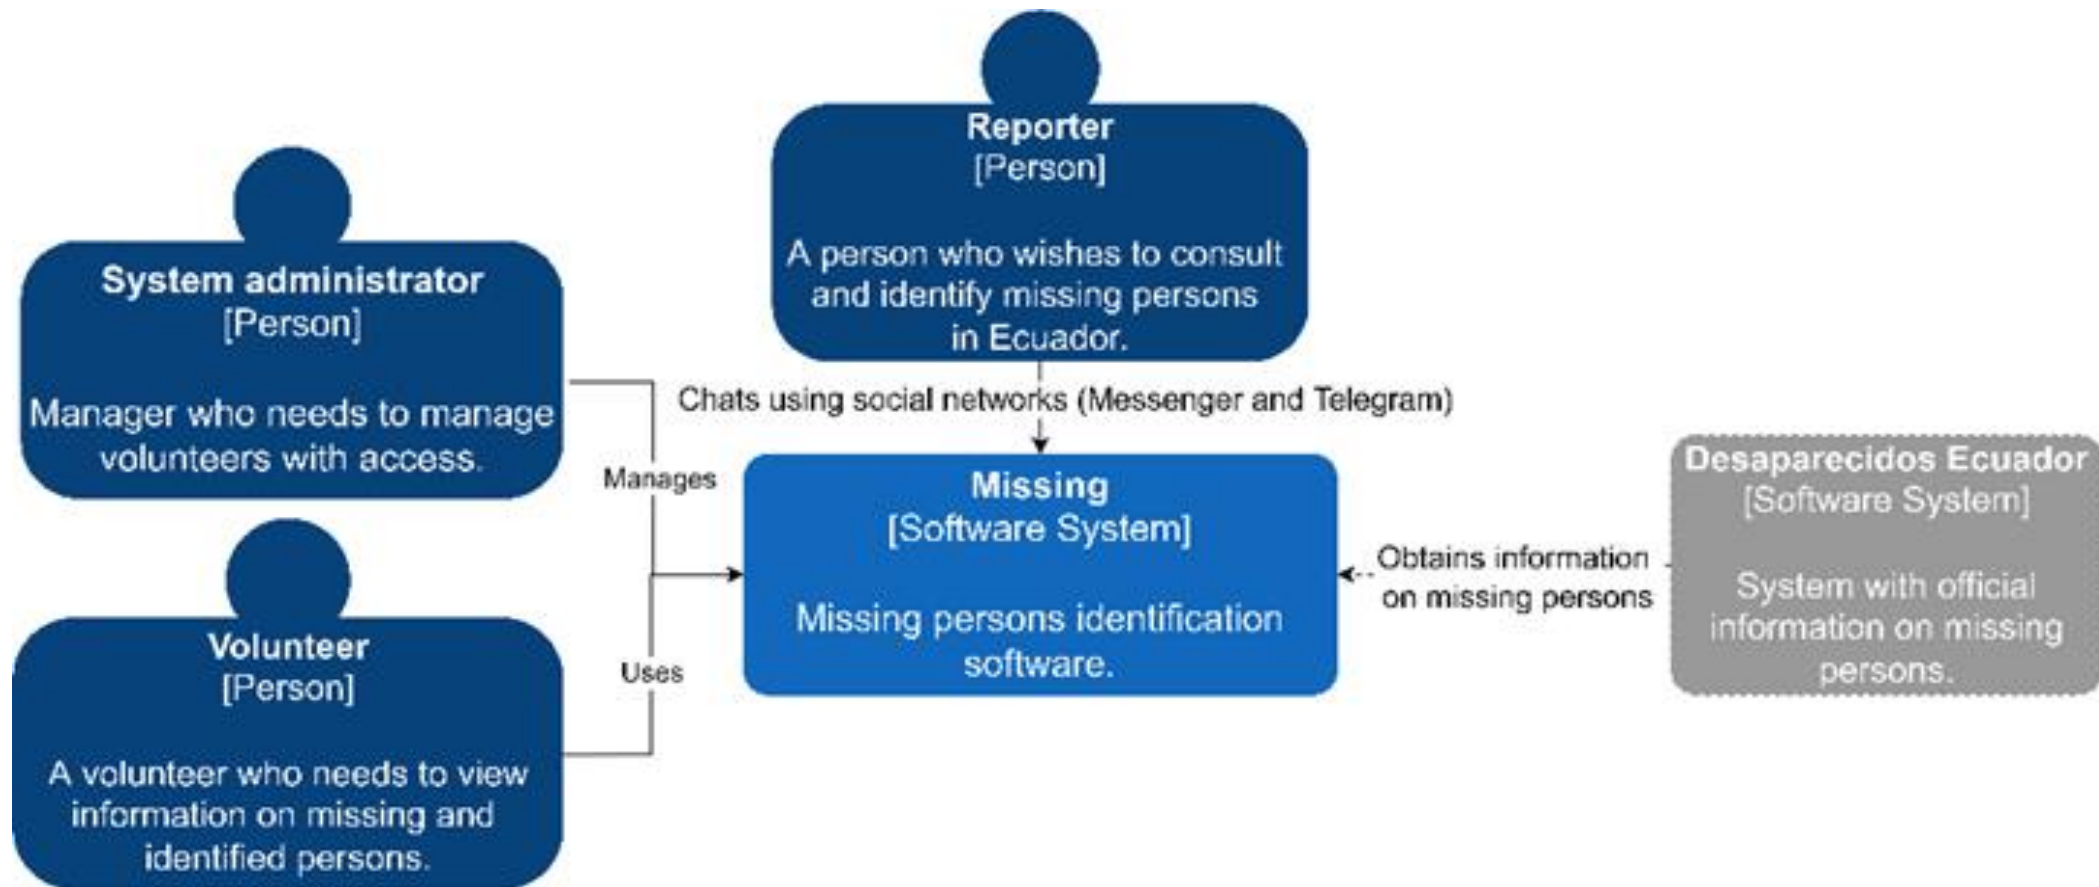 Reporter
[Person]
A person who wishes to consult
and identify missing persons
in Ecuador.
System administrator
[Person]
Manager who needs to manage
volunteers with access.
Chats using social networks (Messenger and Telegram)
Manages
Missing
[Software System]
Missing persons identification
software.
Obtains information
on missing persons
Desaparecidos Ecuador
[Software System]
System with official
information on missing
persons.
Volunteer
[Person]
A volunteer who needs to view
information on missing and
identified persons.
Uses